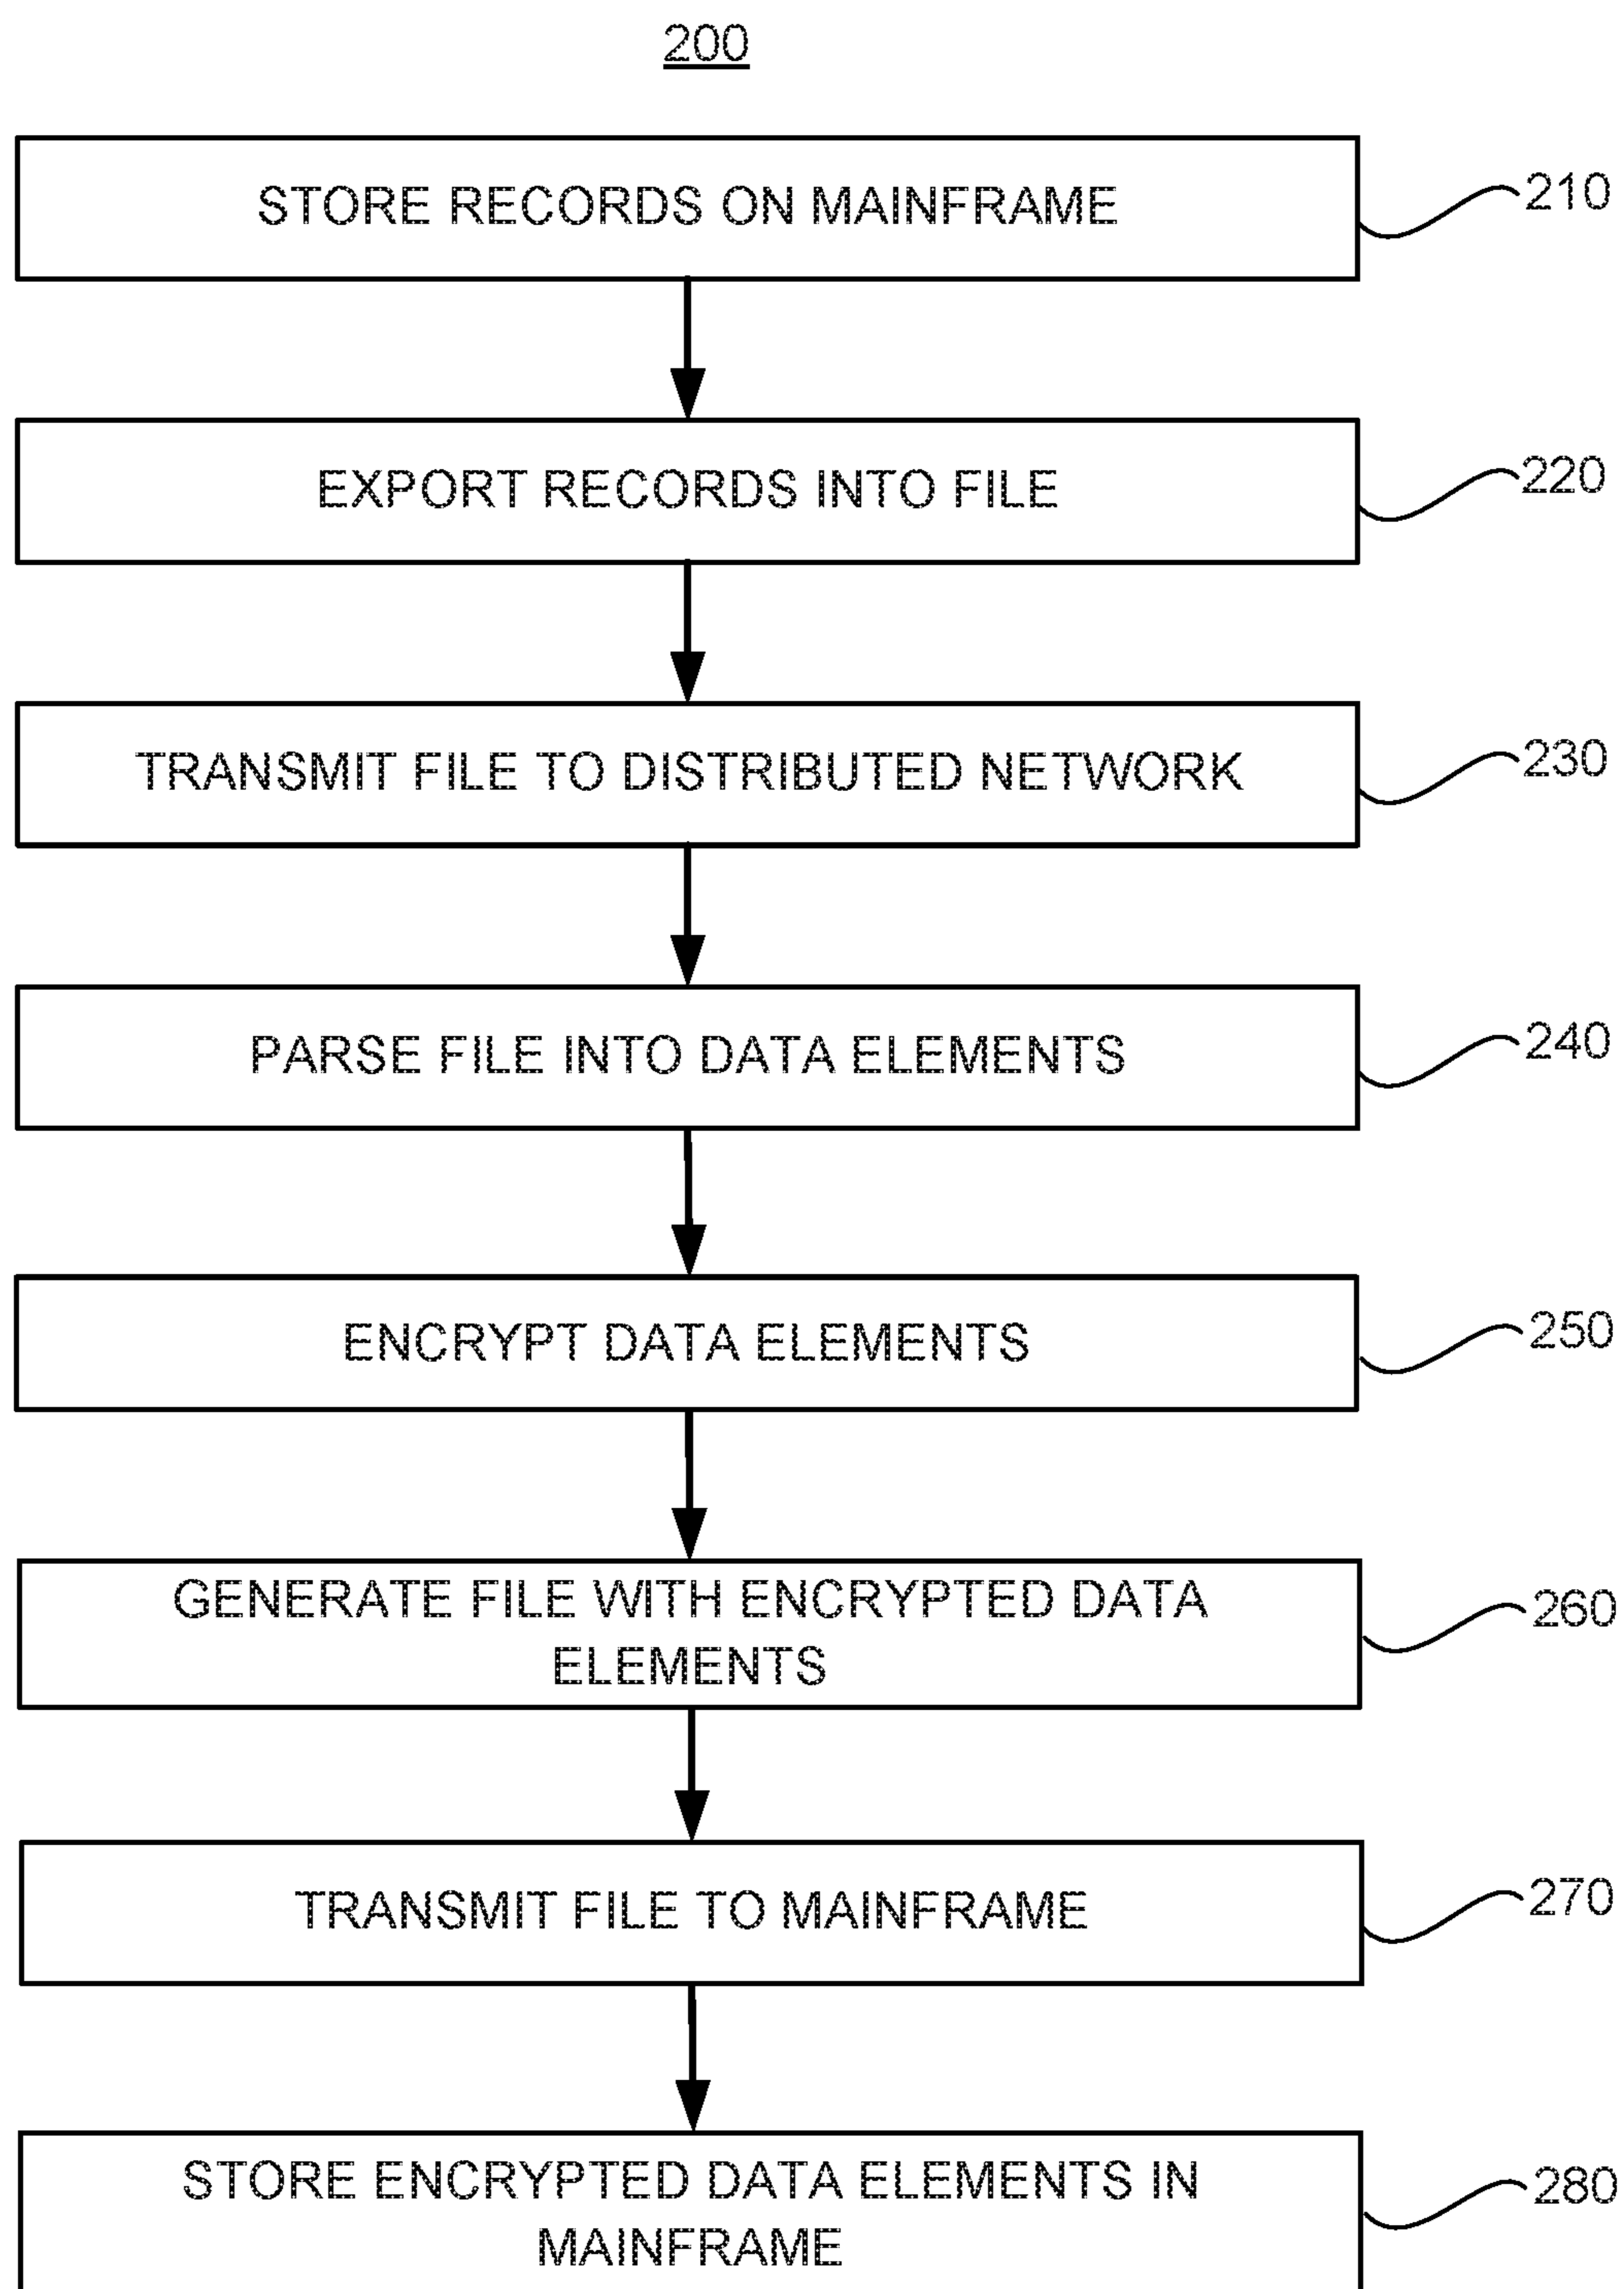 200
STORE RECORDS ON MAINFRAME
210
EXPORT RECORDS INTO FILE
220
TRANSMIT FILE TO DISTRIBUTED NETWORK
230
PARSE FILE INTO DATA ELEMENTS
240
ENCRYPT DATA ELEMENTS
250
GENERATE FILE WITH ENCRYPTED DATA
ELEMENTS
260
TRANSMIT FILE TO MAINFRAME
270
STORE ENCRYPTED DATA ELEMENTS IN
MAINFRAME
280